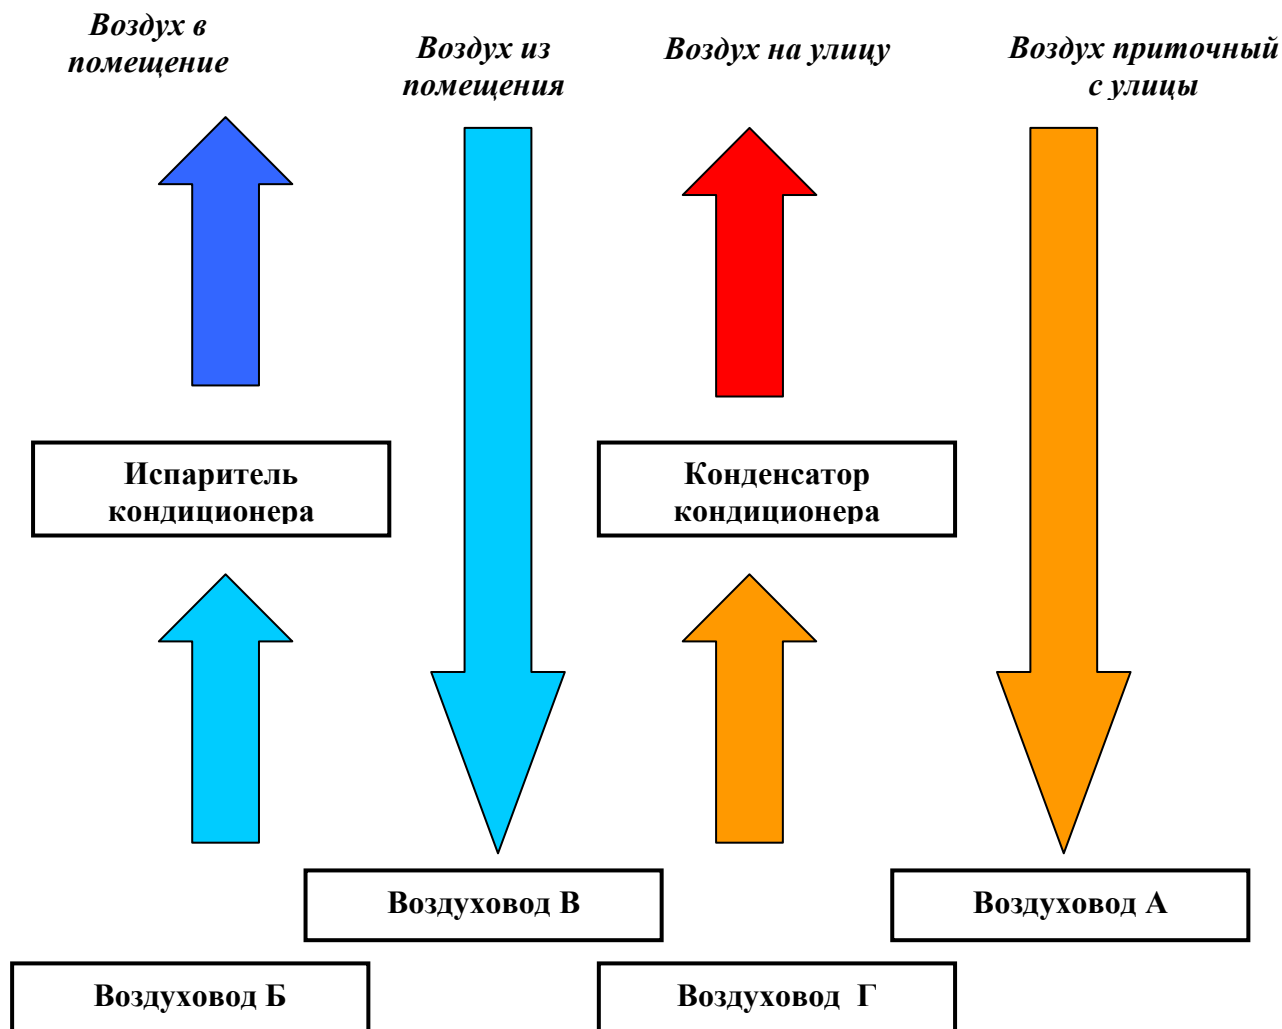 Воздух в
помещение
Воздух из
помещения
Воздух на улицу
Воздух приточный
с улицы
Испаритель
кондиционера
Конденсатор
кондиционера
Воздуховод В
Воздуховод А
Воздуховод Б
Воздуховод Г